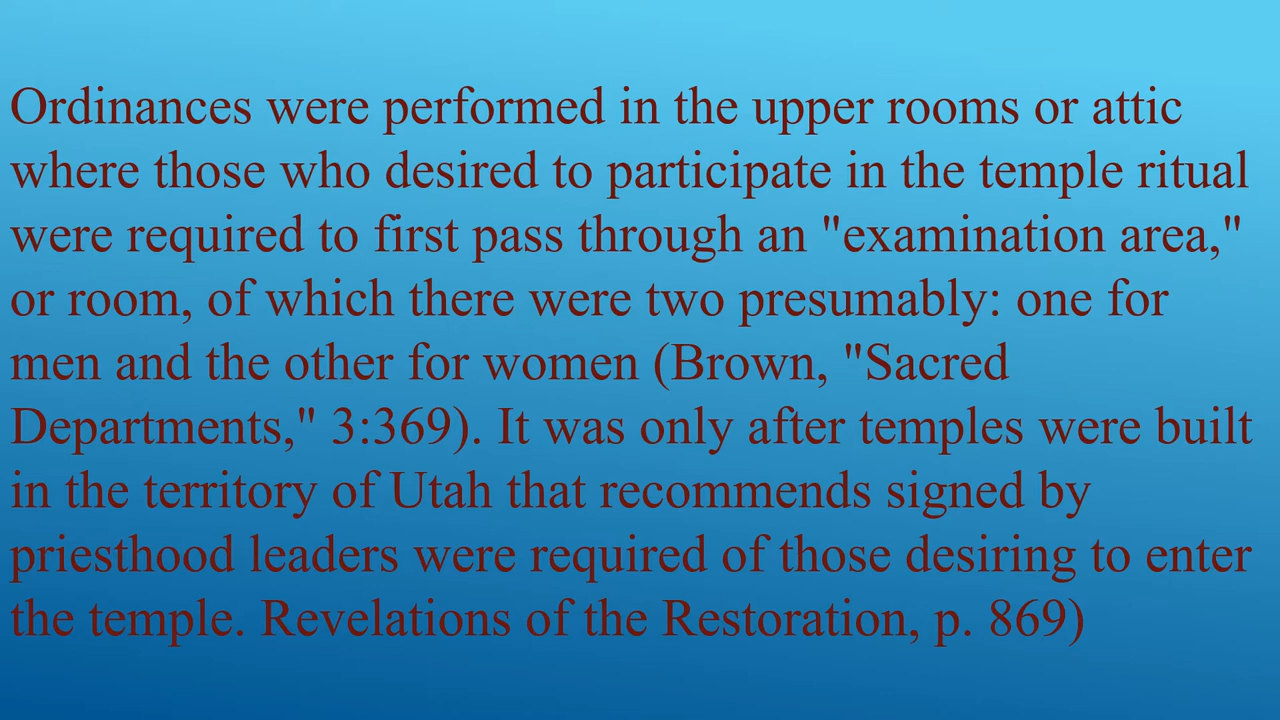 Ordinances were performed in the upper rooms or attic
where those who desired to participate in the temple ritual
were required to first pass through an "examination area,"
or room, of which there were two presumably: one for
men and the other for women (Brown, "Sacred
Departments," 3:369). It was only after temples were built
in the territory of Utah that recommends signed by
priesthood leaders were required of those desiring to enter
the temple. Revelations of the Restoration, p. 869)